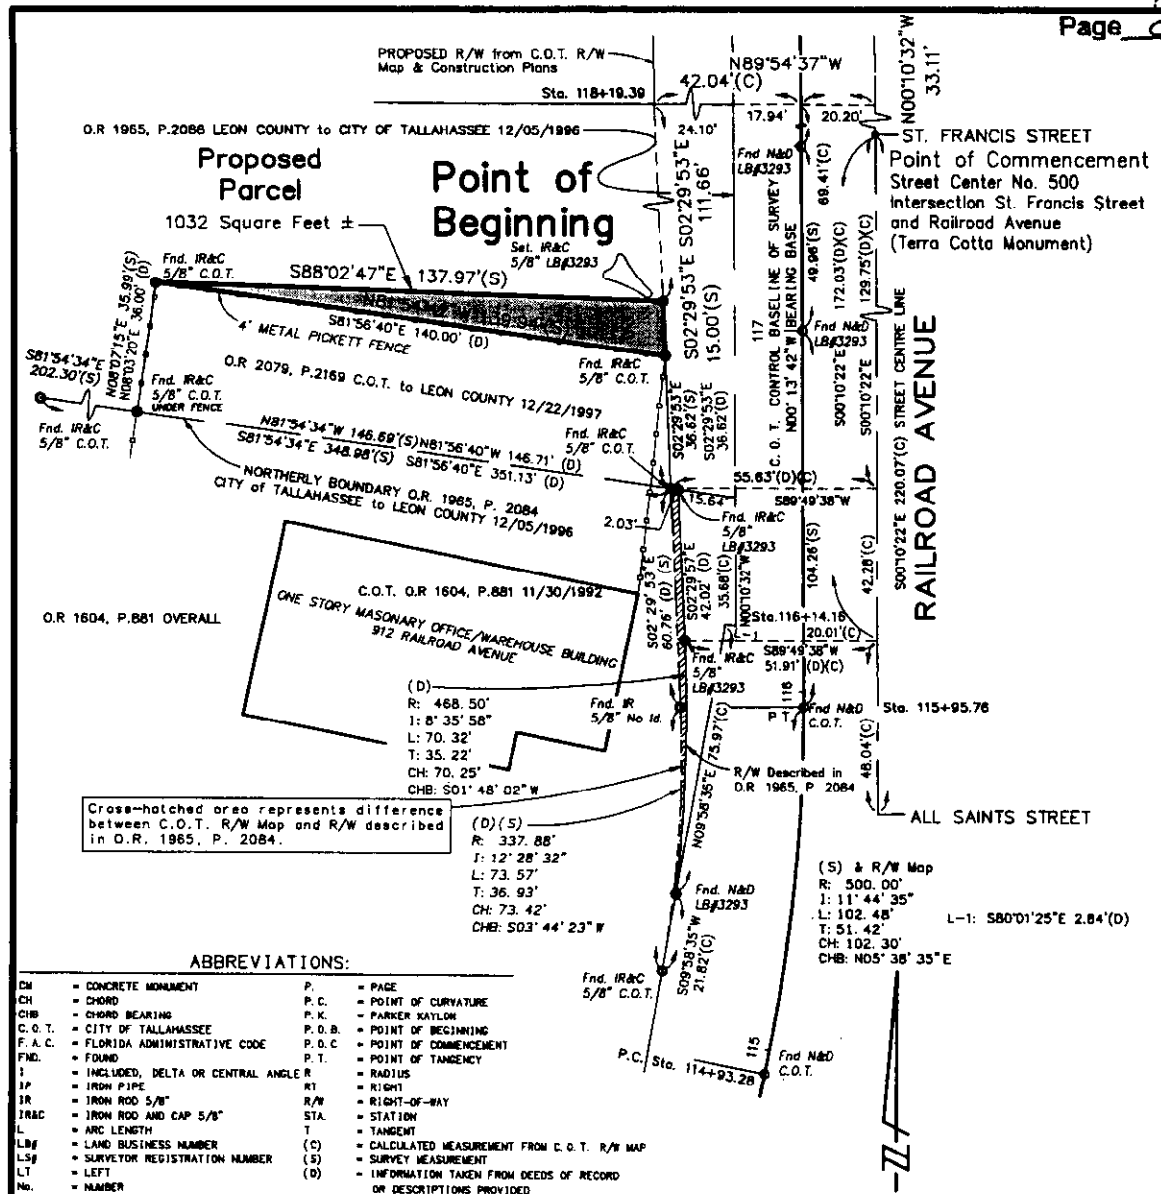 Page
PROPOSED R/W from C.O.T. R/W
Map & Construction Plans
N89°54'37"W
42.04'(C)
N00°10'32"W
33.11'
Sta. 118+19.39
24.10'
17.94'
20.20'
O.R 1965, P.2086 LEON COUNTY to CITY OF TALLAHASSEE 12/05/1996
ST. FRANCIS STREET
Point of Commencement
Street Center No. 500
Intersection St. Francis Street
and Railroad Avenue
(Terra Cotta Monument)
Fnd N&D
LB#3293
69.41'(C)
Proposed
Parcel
1032 Square Feet ±
Point of
Beginning
Set. IR&C
5/8" LB#3293
S02°29'53"E
111.66'
S02°29'53"E
S02°29'53"E
15.00'(S)
Fnd. IR&C
5/8" C.O.T.
S88°02'47"E 137.97'(S)
S81°56'40"E 140.00' (D)
4' METAL PICKETT FENCE
N08°07'15"E 35.99'(S)
N08°03'20"E 36.00' (D)
S81°54'34"E
202.30'(S)
Fnd. IR&C
5/8" C.O.T.
Fnd. IR&C
5/8" C.O.T.
UNDER FENCE
Fnd. IR&C
5/8" C.O.T.
O.R 2079, P.2169 C.O.T. to LEON COUNTY 12/22/1997
N81°54'34"W 146.69'(S)
N81°56'40"W 146.71' (D)
S81°54'34"E 348.98'(S)
S81°56'40"E 351.13' (D)
NORTHERLY BOUNDARY O.R. 1965, P. 2084
CITY of TALLAHASSEE to LEON COUNTY 12/05/1996
Fnd. IR&C
5/8" C.O.T.
S02°29'53"E
36.62'(S)
S02°29'53"E
36.62'(D)
C.O.T. CONTROL BASELINE OF SURVEY
N00°13'42"W BEARING BASE
117
49.96'(S)
172.03'(D)(C)
129.75'(D)(C)
S00°10'22"E
S00°10'22"E
S00°10'22"E 220.07'(C) STREET CENTRE LINE
RAILROAD AVENUE
Fnd N&D
LB#3293
55.63'(D)(C)
15.64'
S89°49'38"W
2.03'
Fnd. IR&C
5/8"
LB#3293
104.26'(S)
42.28'(C)
S02°29'53"E
60.76' (D) (S)
S02°29'57"E
42.02' (D)
35.68'(C)
N00°10'32"W
L-1
Sta.116+14.16
20.01'(C)
S89°49'38"W
51.91' (D)(C)
C.O.T. O.R 1604, P.881 11/30/1992
ONE STORY MASONARY OFFICE/WAREHOUSE BUILDING
912 RAILROAD AVENUE
O.R 1604, P.881 OVERALL
Fnd. IR&C
5/8"
LB#3293
Fnd. IR
5/8" No Id.
116
P T
Fnd N&D
C.O.T.
Sta. 115+95.76
48.04'(C)
(D)
R: 468.50'
I: 8°35'58"
L: 70.32'
T: 35.22'
CH: 70.25'
CHB: S01°48'02"W
N09°58'35"E 75.97'(C)
R/W Described in
O.R 1965, P 2084
Cross-hatched area represents difference
between C.O.T. R/W Map and R/W described
in O.R. 1965, P. 2084.
ALL SAINTS STREET
(D)(S)
R: 337.88'
I: 12°28'32"
L: 73.57'
T: 36.93'
CH: 73.42'
CHB: S03°44'23"W
Fnd. N&D
LB#3293
(S) & R/W Map
R: 500.00'
I: 11°44'35"
L: 102.48'
T: 51.42'
CH: 102.30'
CHB: N05°38'35"E
L-1: S80°01'25"E 2.84'(D)
S09°58'35"W
21.82'(C)
Fnd. IR&C
5/8" C.O.T.
P.C. Sta. 114+93.28
115
Fnd N&D
C.O.T.
N
ABBREVIATIONS:
CM = CONCRETE MONUMENT
CH = CHORD
CHB = CHORD BEARING
C.O.T. = CITY OF TALLAHASSEE
F.A.C. = FLORIDA ADMINISTRATIVE CODE
FND. = FOUND
I = INCLUDED, DELTA OR CENTRAL ANGLE
IP = IRON PIPE
IR = IRON ROD 5/8"
IR&C = IRON ROD AND CAP 5/8"
L = ARC LENGTH
LB# = LAND BUSINESS NUMBER
LS# = SURVEYOR REGISTRATION NUMBER
LT = LEFT
No. = NUMBER
P. = PAGE
P.C. = POINT OF CURVATURE
P.K. = PARKER KAYLON
P.O.B. = POINT OF BEGINNING
P.O.C = POINT OF COMMENCEMENT
P.T. = POINT OF TANGENCY
R = RADIUS
RT = RIGHT
R/W = RIGHT-OF-WAY
STA. = STATION
T = TANGENT
(C) = CALCULATED MEASUREMENT FROM C.O.T. R/W MAP
(S) = SURVEY MEASUREMENT
(D) = INFORMATION TAKEN FROM DEEDS OF RECORD
OR DESCRIPTIONS PROVIDED